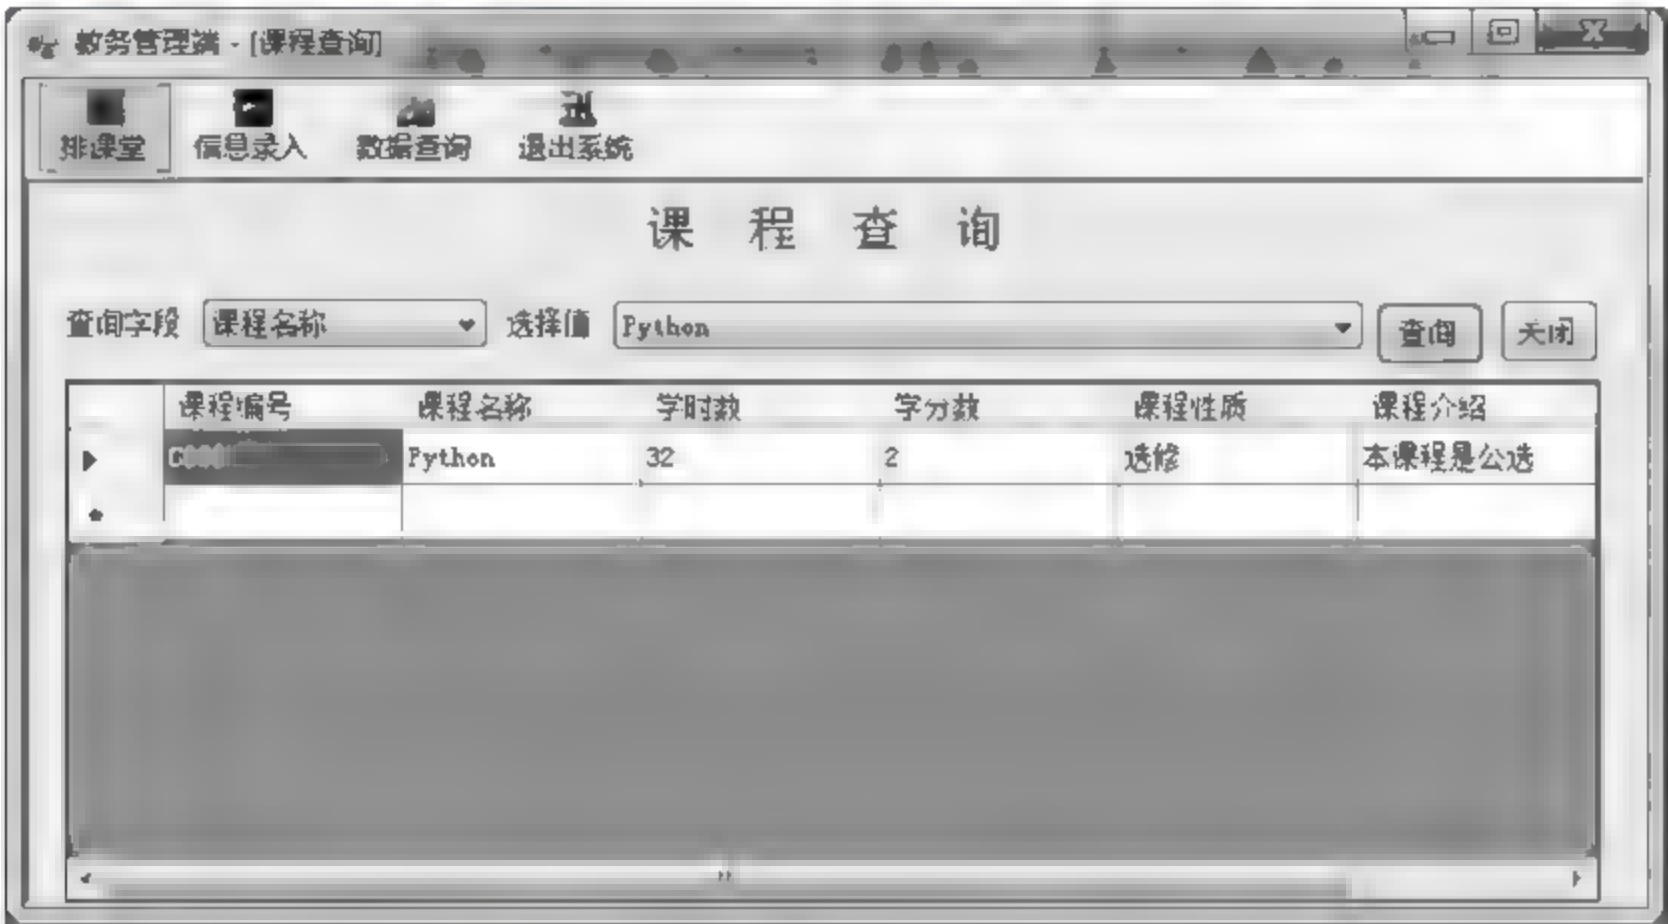 教务管理端 - [课程查询]
排课堂 信息录入 数据查询 退出系统
课 程 查 询
查询字段 课程名称 选择值 Python 查询 关闭
课程编号 课程名称 学时数 学分数 课程性质 课程介绍
Python 32 2 选修 本课程是公选